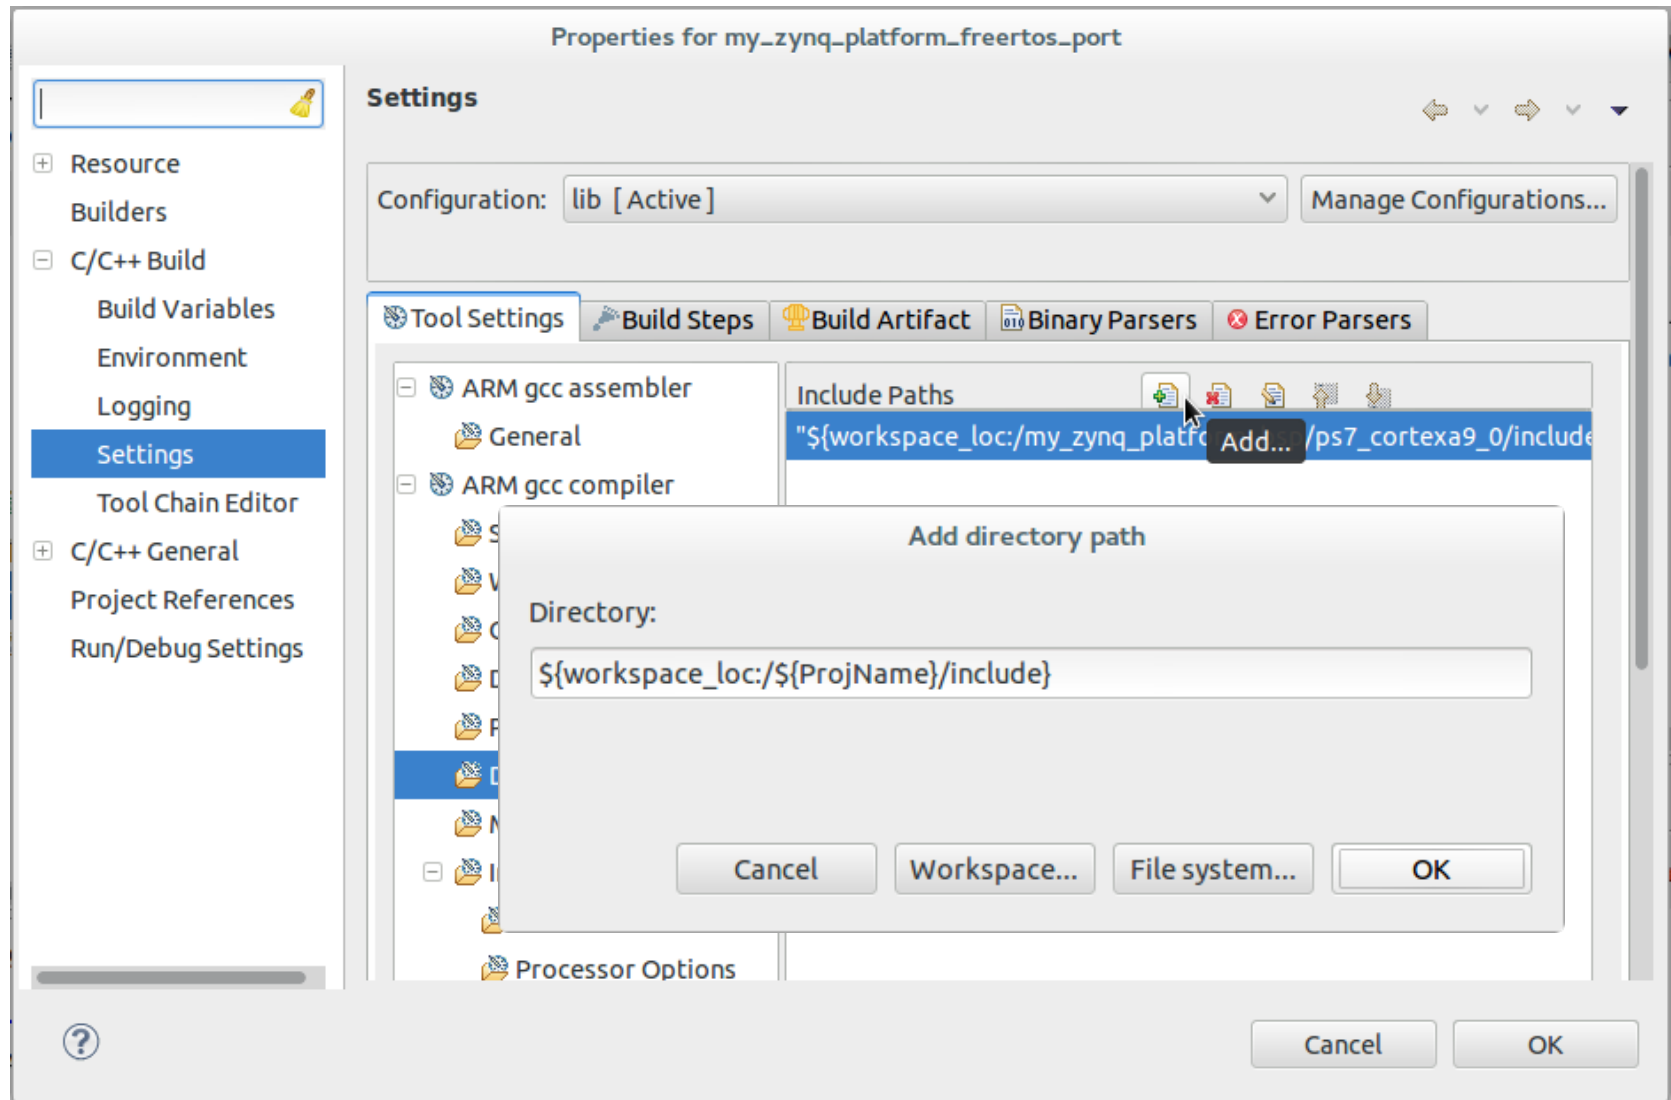 Properties for my_zynq_platform_freertos_port
Settings
Resource
Builders
C/C++ Build
Build Variables
Environment
Logging
Settings
Tool Chain Editor
C/C++ General
Project References
Run/Debug Settings
Configuration: lib [ Active ] Manage Configurations...
Tool Settings Build Steps Build Artifact Binary Parsers Error Parsers
ARM gcc assembler
General
ARM gcc compiler
Processor Options
Include Paths
"${workspace_loc:/my_zynq_platf /ps7_cortexa9_0/include
Add...
Add directory path
Directory:
${workspace_loc:/${ProjName}/include}
Cancel Workspace... File system... OK
Cancel OK